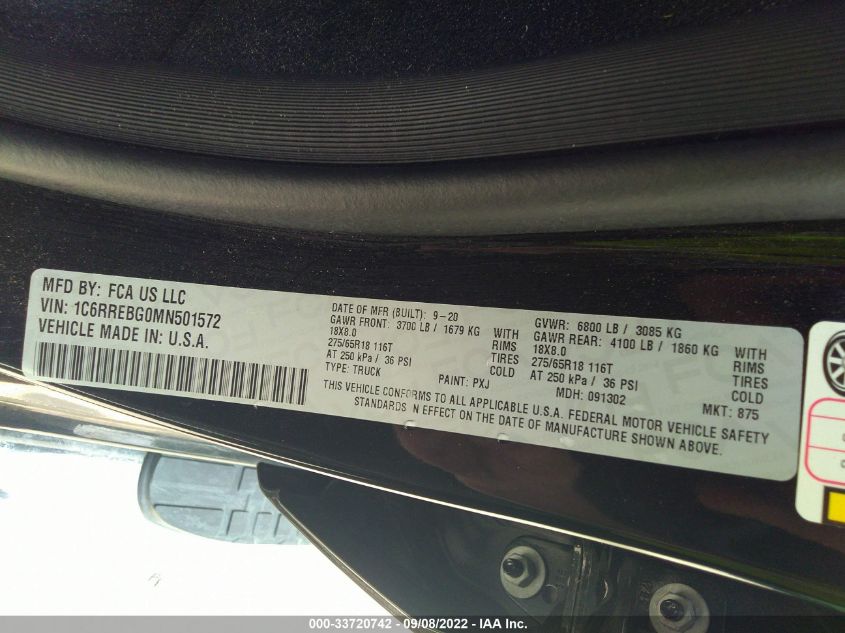 MFD BY: FCA US LLC
VIN: 1C6RREBG0MN501572
VEHICLE MADE IN: U.S.A.
DATE OF MFR (BUILT): 9-20
GAWR FRONT: 3700 LB / 1679 KG WITH
18X8.0 RIMS
275/65R18 116T TIRES
AT 250 kPa / 36 PSI COLD
TYPE: TRUCK PAINT: PXJ
GVWR: 6800 LB / 3085 KG
GAWR REAR: 4100 LB / 1860 KG WITH
18X8.0 RIMS
275/65R18 116T TIRES
AT 250 kPa / 36 PSI COLD
MDH: 091302 MKT: 875
THIS VEHICLE CONFORMS TO ALL APPLICABLE U.S.A. FEDERAL MOTOR VEHICLE SAFETY
STANDARDS IN EFFECT ON THE DATE OF MANUFACTURE SHOWN ABOVE.
000-33720742 - 09/08/2022 - IAA Inc.